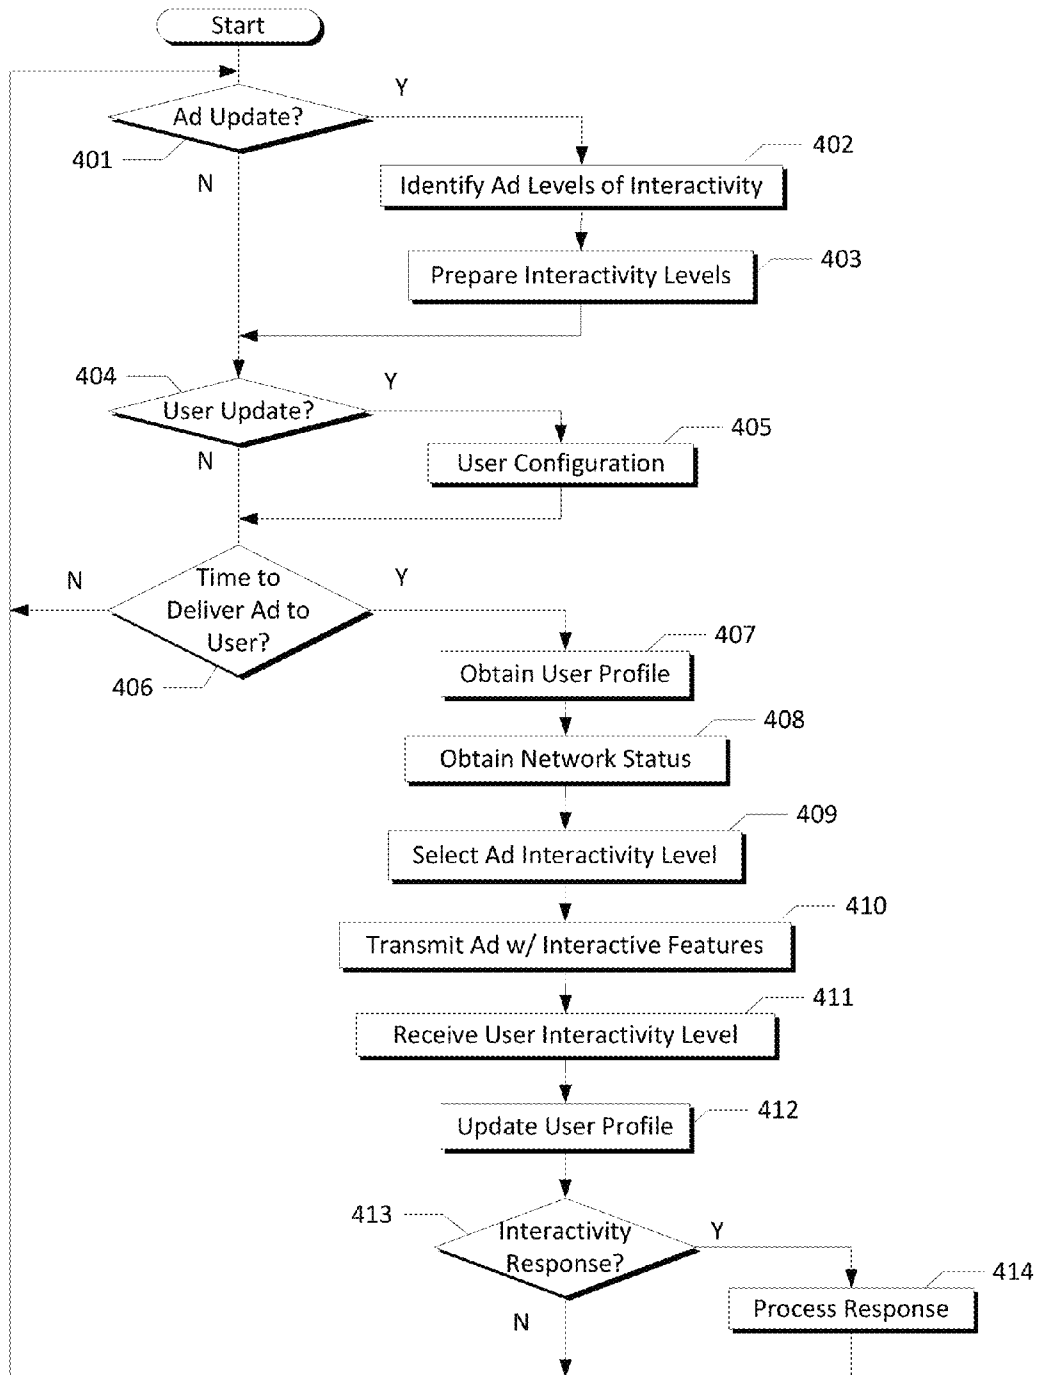 Start
Y
Ad Update?
401
402
N
Identify Ad Levels of Interactivity
403
Prepare Interactivity Levels
404
Y
User Update?
405
N
User Configuration
N
Time to
Deliver Ad to
User?
Y
406
407
Obtain User Profile
408
Obtain Network Status
409
Select Ad Interactivity Level
410
Transmit Ad w/ Interactive Features
411
Receive User Interactivity Level
412
Update User Profile
413
Interactivity
Response?
Y
414
Process Response
N